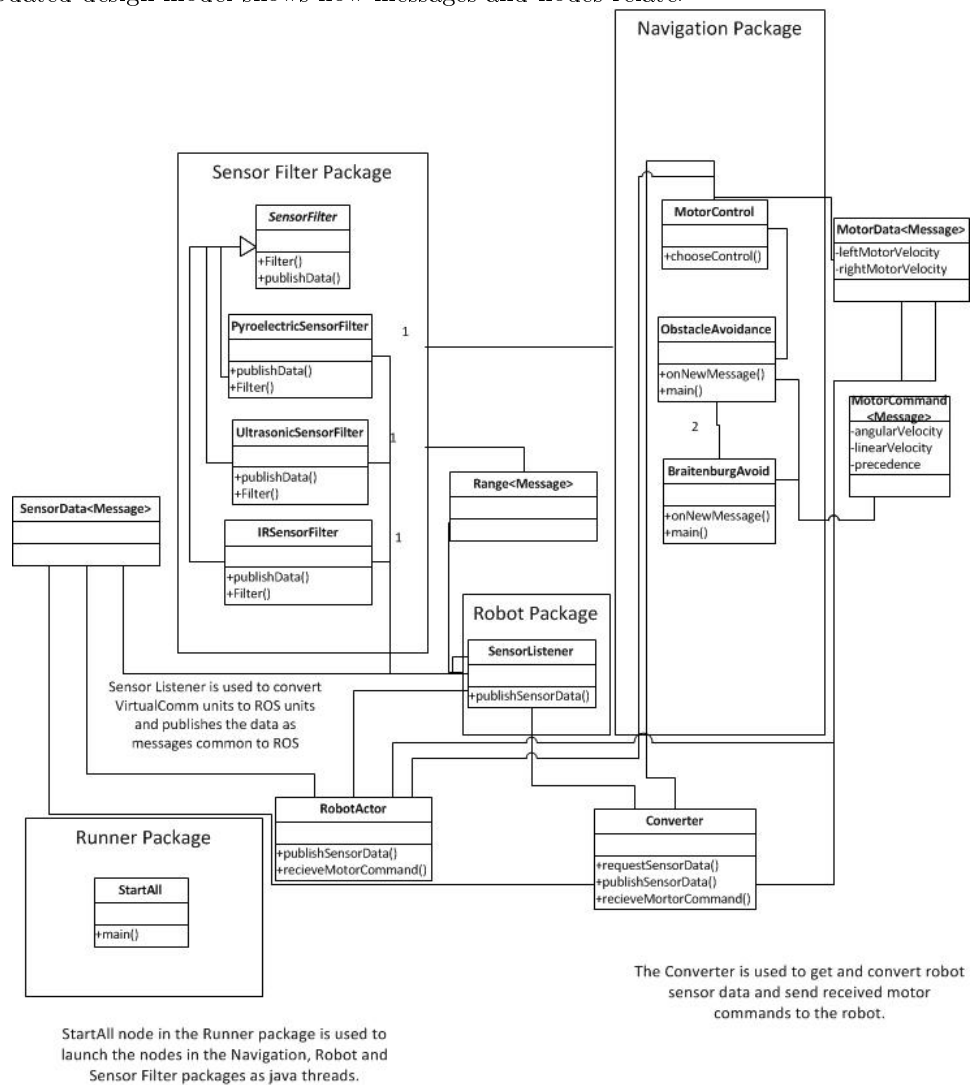 updated design model shows how messages and nodes relate.
Navigation Package
Sensor Filter Package
SensorFilter
+Filter()
+publishData()
MotorControl
+chooseControl()
MotorData<Message>
-leftMotorVelocity
-rightMotorVelocity
PyroelectricSensorFilter
+publishData()
+Filter()
1
ObstacleAvoidance
+onNewMessage()
+main()
MotorCommand
<Message>
-angularVelocity
-linearVelocity
-precedence
UltrasonicSensorFilter
+publishData()
+Filter()
1
2
BraitenburgAvoid
+onNewMessage()
+main()
Range<Message>
SensorData<Message>
IRSensorFilter
+publishData()
+Filter()
1
Robot Package
SensorListener
+publishSensorData()
Sensor Listener is used to convert
VirtualComm units to ROS units
and publishes the data as
messages common to ROS
RobotActor
+publishSensorData()
+recieveMotorCommand()
Converter
+requestSensorData()
+publishSensorData()
+recieveMortorCommand()
Runner Package
StartAll
+main()
The Converter is used to get and convert robot
sensor data and send received motor
commands to the robot.
StartAll node in the Runner package is used to
launch the nodes in the Navigation, Robot and
Sensor Filter packages as java threads.